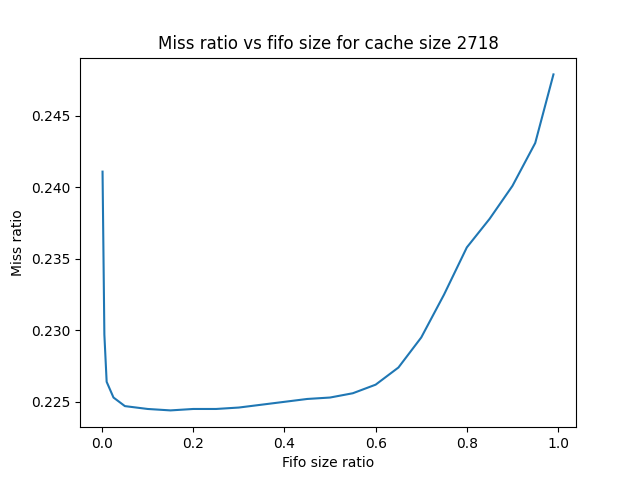 Miss ratio vs fifo size for cache size 2718
0.245
0.240
0.235
0.230
0.225
Miss ratio
0.0 0.2 0.4 0.6 0.8 1.0
Fifo size ratio